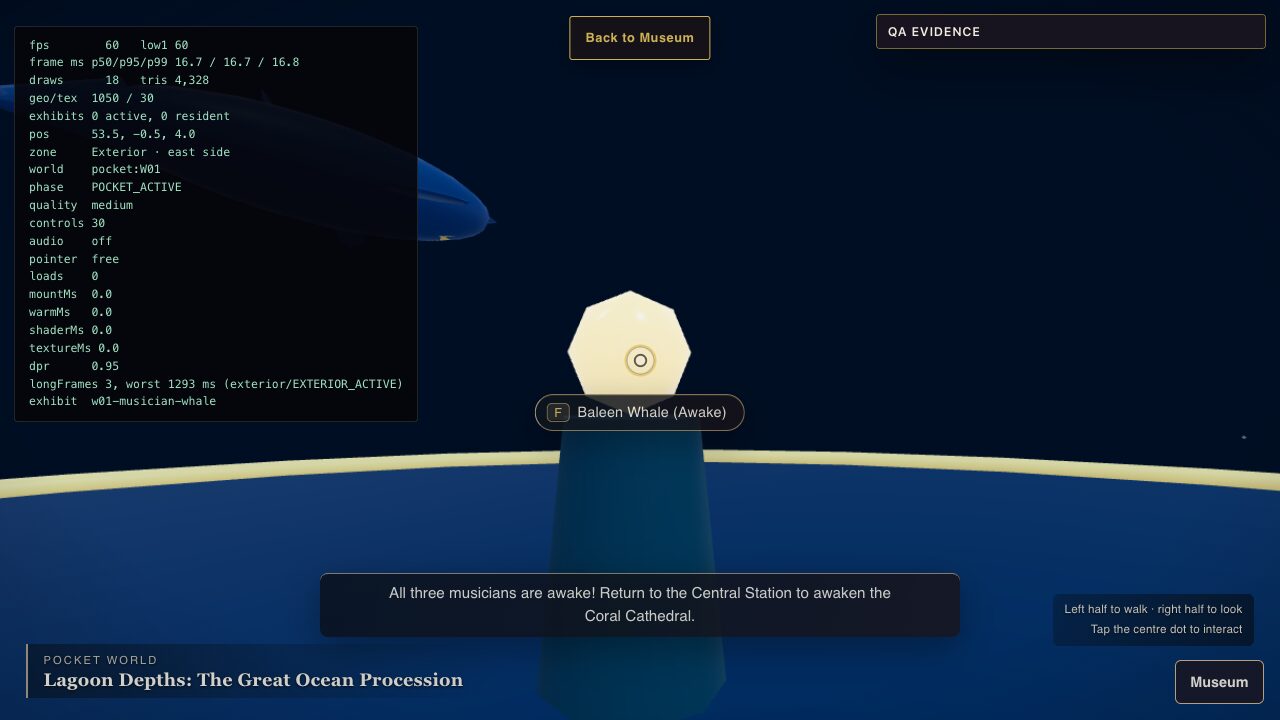 fps 60 low1 60
frame ms p50/p95/p99 16.7 / 16.7 / 16.8
draws 18 tris 4,328
geo/tex 1050 / 30
exhibits 0 active, 0 resident
pos 53.5, −0.5, 4.0
zone Exterior · east side
world pocket:W01
phase POCKET_ACTIVE
quality medium
controls 30
audio off
pointer free
loads 0
mountMs 0.0
warmMs 0.0
shaderMs 0.0
textureMs 0.0
dpr 0.95
longFrames 3, worst 1293 ms (exterior/EXTERIOR_ACTIVE)
exhibit w01−musician−whale
Back to Museum
QA EVIDENCE
F Baleen Whale (Awake)
All three musicians are awake! Return to the Central Station to awaken the
Coral Cathedral.
Left half to walk · right half to look
Tap the centre dot to interact
POCKET WORLD
Lagoon Depths: The Great Ocean Procession
Museum